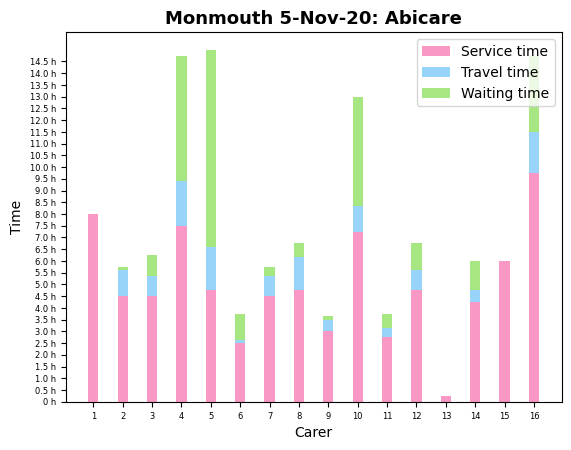 Monmouth 5-Nov-20: Abicare
Service time
Travel time
Waiting time
Time
14.5 h
14.0 h
13.5 h
13.0 h
12.5 h
12.0 h
11.5 h
11.0 h
10.5 h
10.0 h
9.5 h
9.0 h
8.5 h
8.0 h
7.5 h
7.0 h
6.5 h
6.0 h
5.5 h
5.0 h
4.5 h
4.0 h
3.5 h
3.0 h
2.5 h
2.0 h
1.5 h
1.0 h
0.5 h
0 h
1 2 3 4 5 6 7 8 9 10 11 12 13 14 15 16
Carer